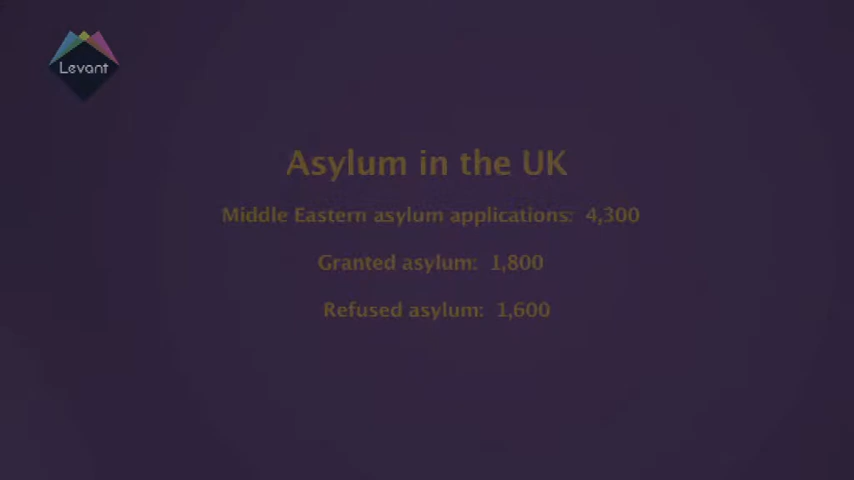 Levant
Asylum in the UK
Middle Eastern asylum applications: 4,300
Granted asylum: 1,800
Refused asylum: 1,600